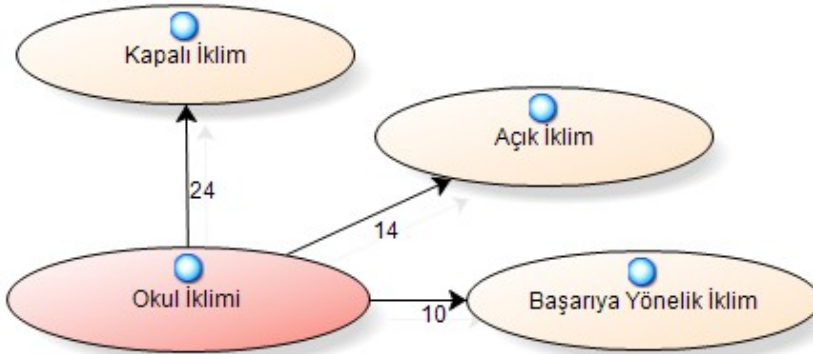 Kapalı İklim
Açık İklim
24
14
Okul İklimi
10
Başarıya Yönelik İklim